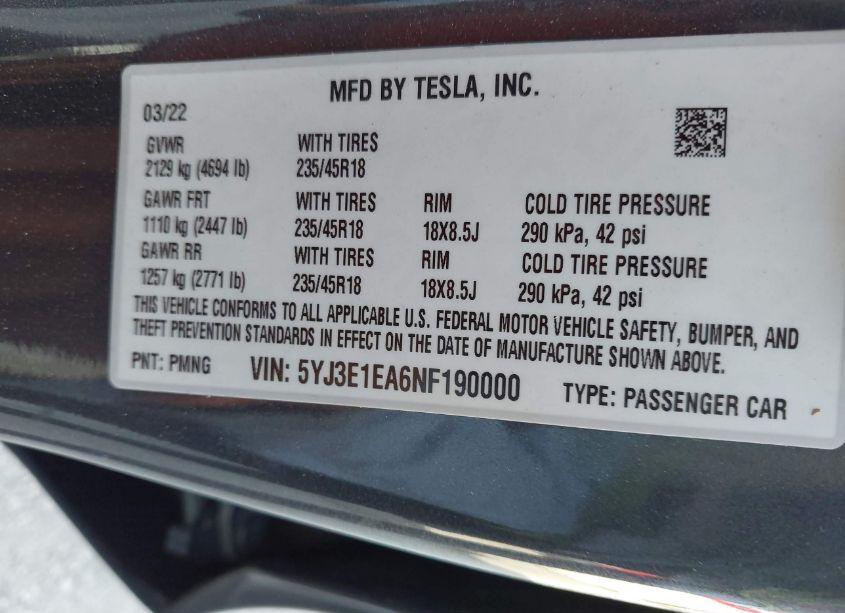 MFD BY TESLA, INC.
03/22
GVWR WITH TIRES
2129 kg (4694 lb) 235/45R18
GAWR FRT WITH TIRES RIM COLD TIRE PRESSURE
1110 kg (2447 lb) 235/45R18 18X8.5J 290 kPa, 42 psi
GAWR RR WITH TIRES RIM COLD TIRE PRESSURE
1257 kg (2771 lb) 235/45R18 18X8.5J 290 kPa, 42 psi
THIS VEHICLE CONFORMS TO ALL APPLICABLE U.S. FEDERAL MOTOR VEHICLE SAFETY, BUMPER, AND
THEFT PREVENTION STANDARDS IN EFFECT ON THE DATE OF MANUFACTURE SHOWN ABOVE.
PNT: PMNG VIN: 5YJ3E1EA6NF190000 TYPE: PASSENGER CAR